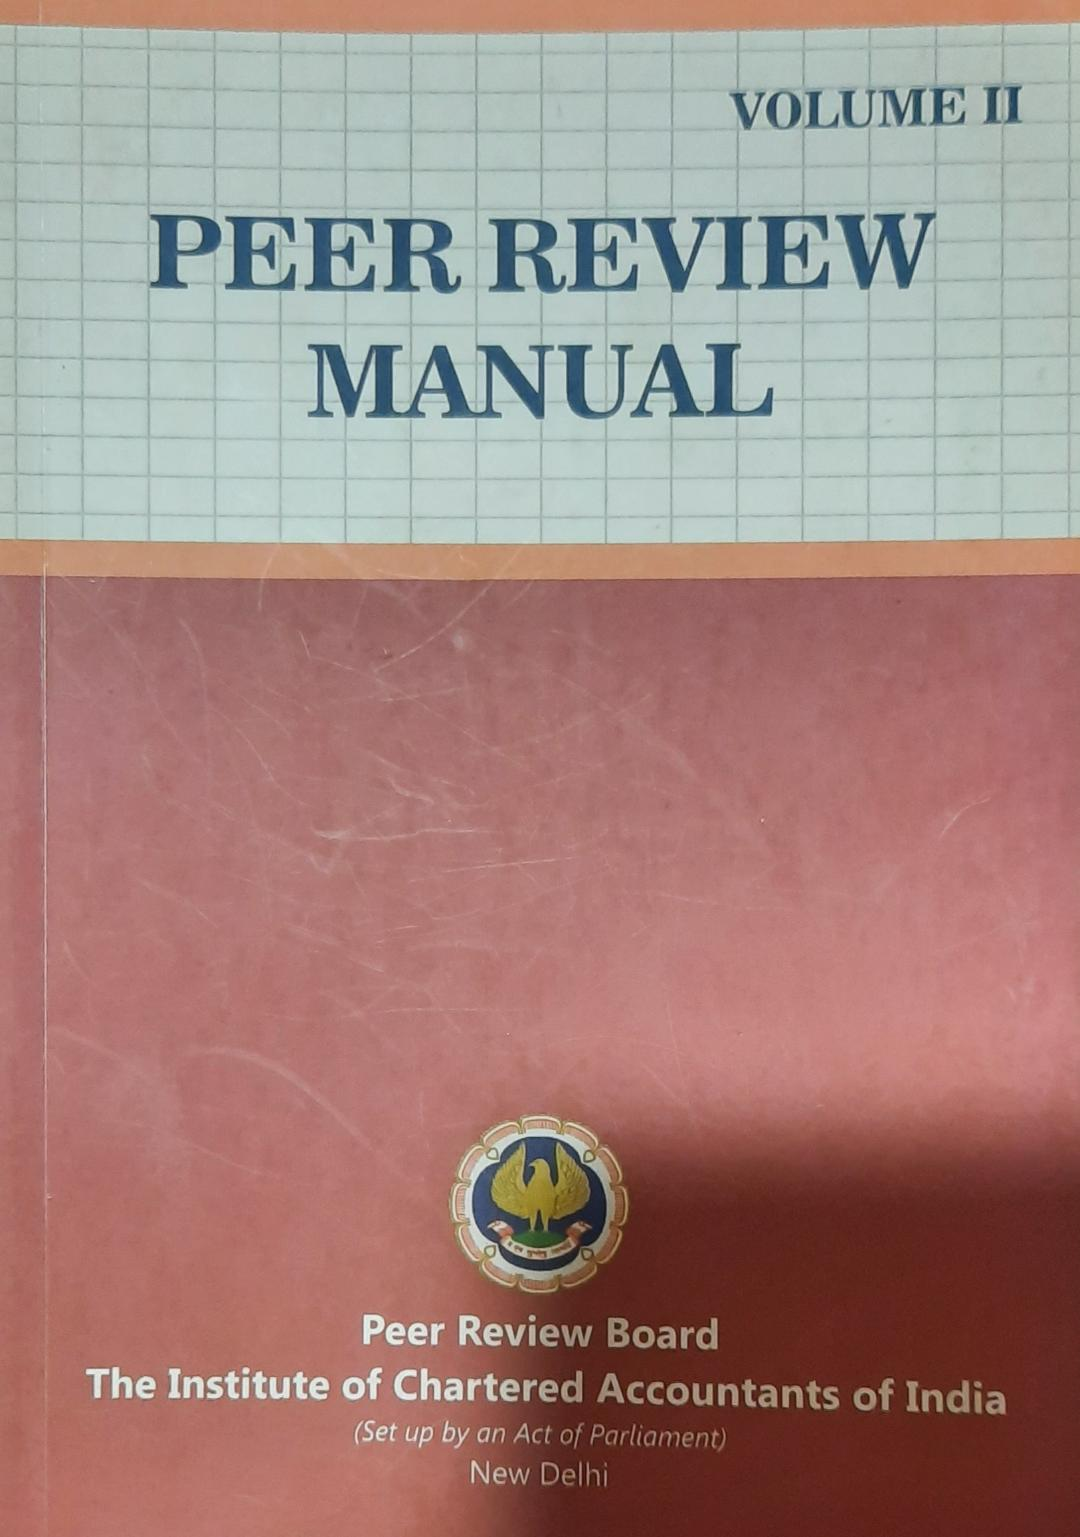 VOLUME II
PEER REVIEW
MANUAL
Peer Review Board
The Institute of Chartered Accountants of India
(Set up by an Act of Parliament)
New Delhi